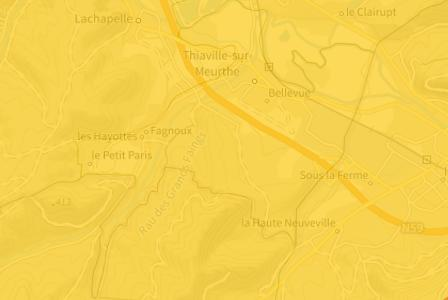 Lachapelle
le Clairupt
Thiaville-sur-
Meurthe
Bellevue
les Hayottes
Fagnoux
le Petit Paris
Sous la Ferme
413
Rau des Grands Faings
la Haute Neuveville
N59